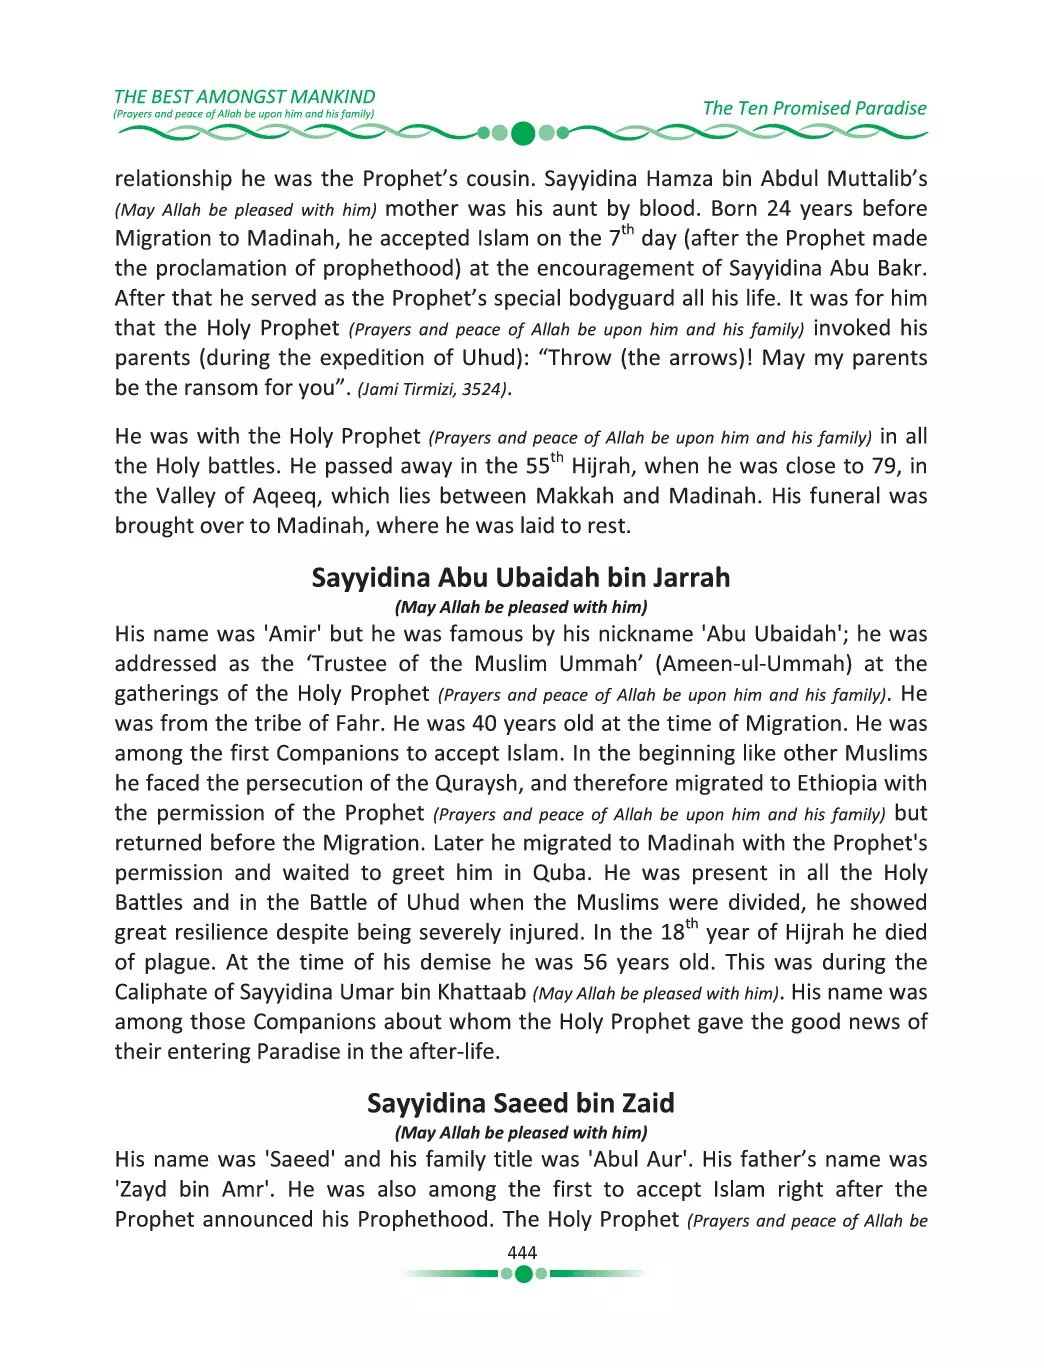 THE BEST AMONGST MANKIND
(Prayers and peace of Allah be upon him and his family)
The Ten Promised Paradise
relationship he was the Prophet’s cousin. Sayyidina Hamza bin Abdul Muttalib’s
(May Allah be pleased with him) mother was his aunt by blood. Born 24 years before
Migration to Madinah, he accepted Islam on the 7th day (after the Prophet made
the proclamation of prophethood) at the encouragement of Sayyidina Abu Bakr.
After that he served as the Prophet’s special bodyguard all his life. It was for him
that the Holy Prophet (Prayers and peace of Allah be upon him and his family) invoked his
parents (during the expedition of Uhud): “Throw (the arrows)! May my parents
be the ransom for you”. (Jami Tirmizi, 3524).
He was with the Holy Prophet (Prayers and peace of Allah be upon him and his family) in all
the Holy battles. He passed away in the 55th Hijrah, when he was close to 79, in
the Valley of Aqeeq, which lies between Makkah and Madinah. His funeral was
brought over to Madinah, where he was laid to rest.
Sayyidina Abu Ubaidah bin Jarrah
(May Allah be pleased with him)
His name was 'Amir' but he was famous by his nickname 'Abu Ubaidah'; he was
addressed as the ‘Trustee of the Muslim Ummah’ (Ameen-ul-Ummah) at the
gatherings of the Holy Prophet (Prayers and peace of Allah be upon him and his family). He
was from the tribe of Fahr. He was 40 years old at the time of Migration. He was
among the first Companions to accept Islam. In the beginning like other Muslims
he faced the persecution of the Quraysh, and therefore migrated to Ethiopia with
the permission of the Prophet (Prayers and peace of Allah be upon him and his family) but
returned before the Migration. Later he migrated to Madinah with the Prophet's
permission and waited to greet him in Quba. He was present in all the Holy
Battles and in the Battle of Uhud when the Muslims were divided, he showed
great resilience despite being severely injured. In the 18th year of Hijrah he died
of plague. At the time of his demise he was 56 years old. This was during the
Caliphate of Sayyidina Umar bin Khattaab (May Allah be pleased with him). His name was
among those Companions about whom the Holy Prophet gave the good news of
their entering Paradise in the after-life.
Sayyidina Saeed bin Zaid
(May Allah be pleased with him)
His name was 'Saeed' and his family title was 'Abul Aur'. His father’s name was
'Zayd bin Amr'. He was also among the first to accept Islam right after the
Prophet announced his Prophethood. The Holy Prophet (Prayers and peace of Allah be
444